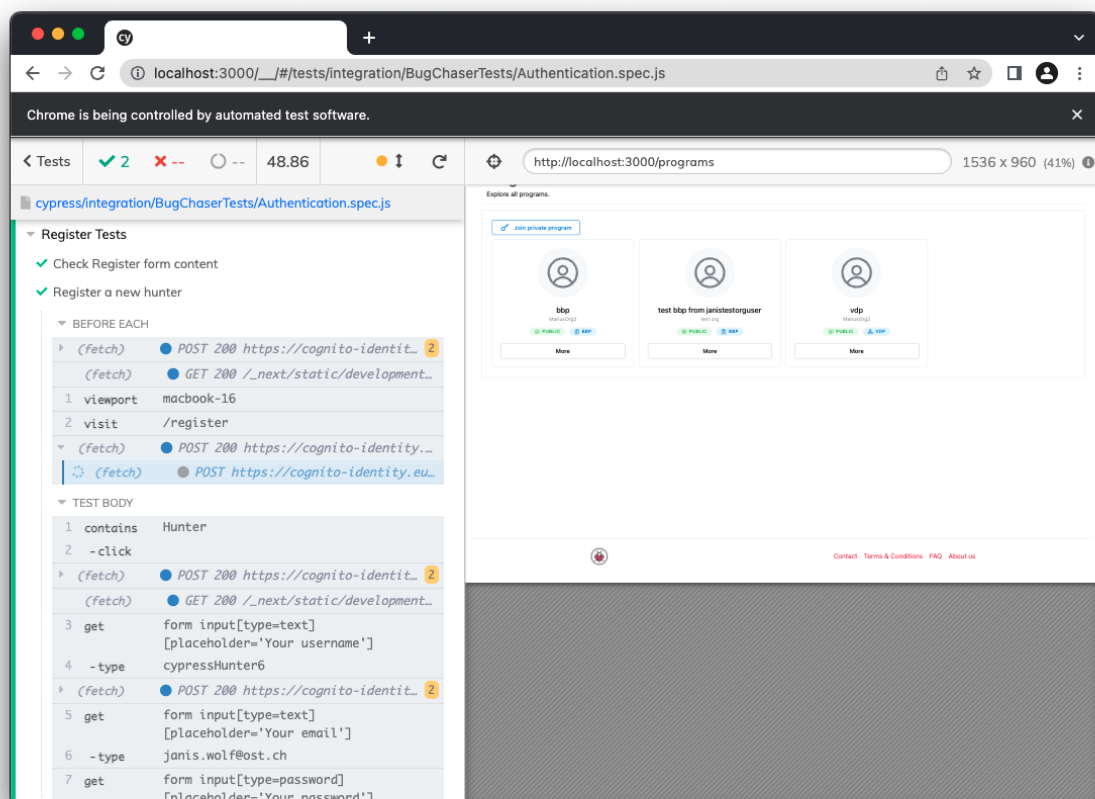 cy
localhost:3000/__/#/tests/integration/BugChaserTests/Authentication.spec.js
Chrome is being controlled by automated test software.
Tests 2 -- -- 48.86
http://localhost:3000/programs 1536 x 960 (41%)
cypress/integration/BugChaserTests/Authentication.spec.js
Register Tests
Check Register form content
Register a new hunter
BEFORE EACH
(fetch) POST 200 https://cognito-identit… 2
(fetch) GET 200 /_next/static/development…
1 viewport macbook-16
2 visit /register
(fetch) POST 200 https://cognito-identity.…
(fetch) POST https://cognito-identity.eu…
TEST BODY
1 contains Hunter
2 -click
(fetch) POST 200 https://cognito-identit… 2
(fetch) GET 200 /_next/static/development…
3 get form input[type=text]
[placeholder='Your username']
4 -type cypressHunter6
(fetch) POST 200 https://cognito-identit… 2
5 get form input[type=text]
[placeholder='Your email']
6 -type janis.wolf@ost.ch
7 get form input[type=password]
[placeholder='Your password']
Explore all programs.
Join private program
bbp
MariusOrg2
PUBLIC BBP
More
test bbp from janistestorguser
test org
PUBLIC BBP
More
vdp
MariusOrg2
PUBLIC VDP
More
Contact Terms & Conditions FAQ About us